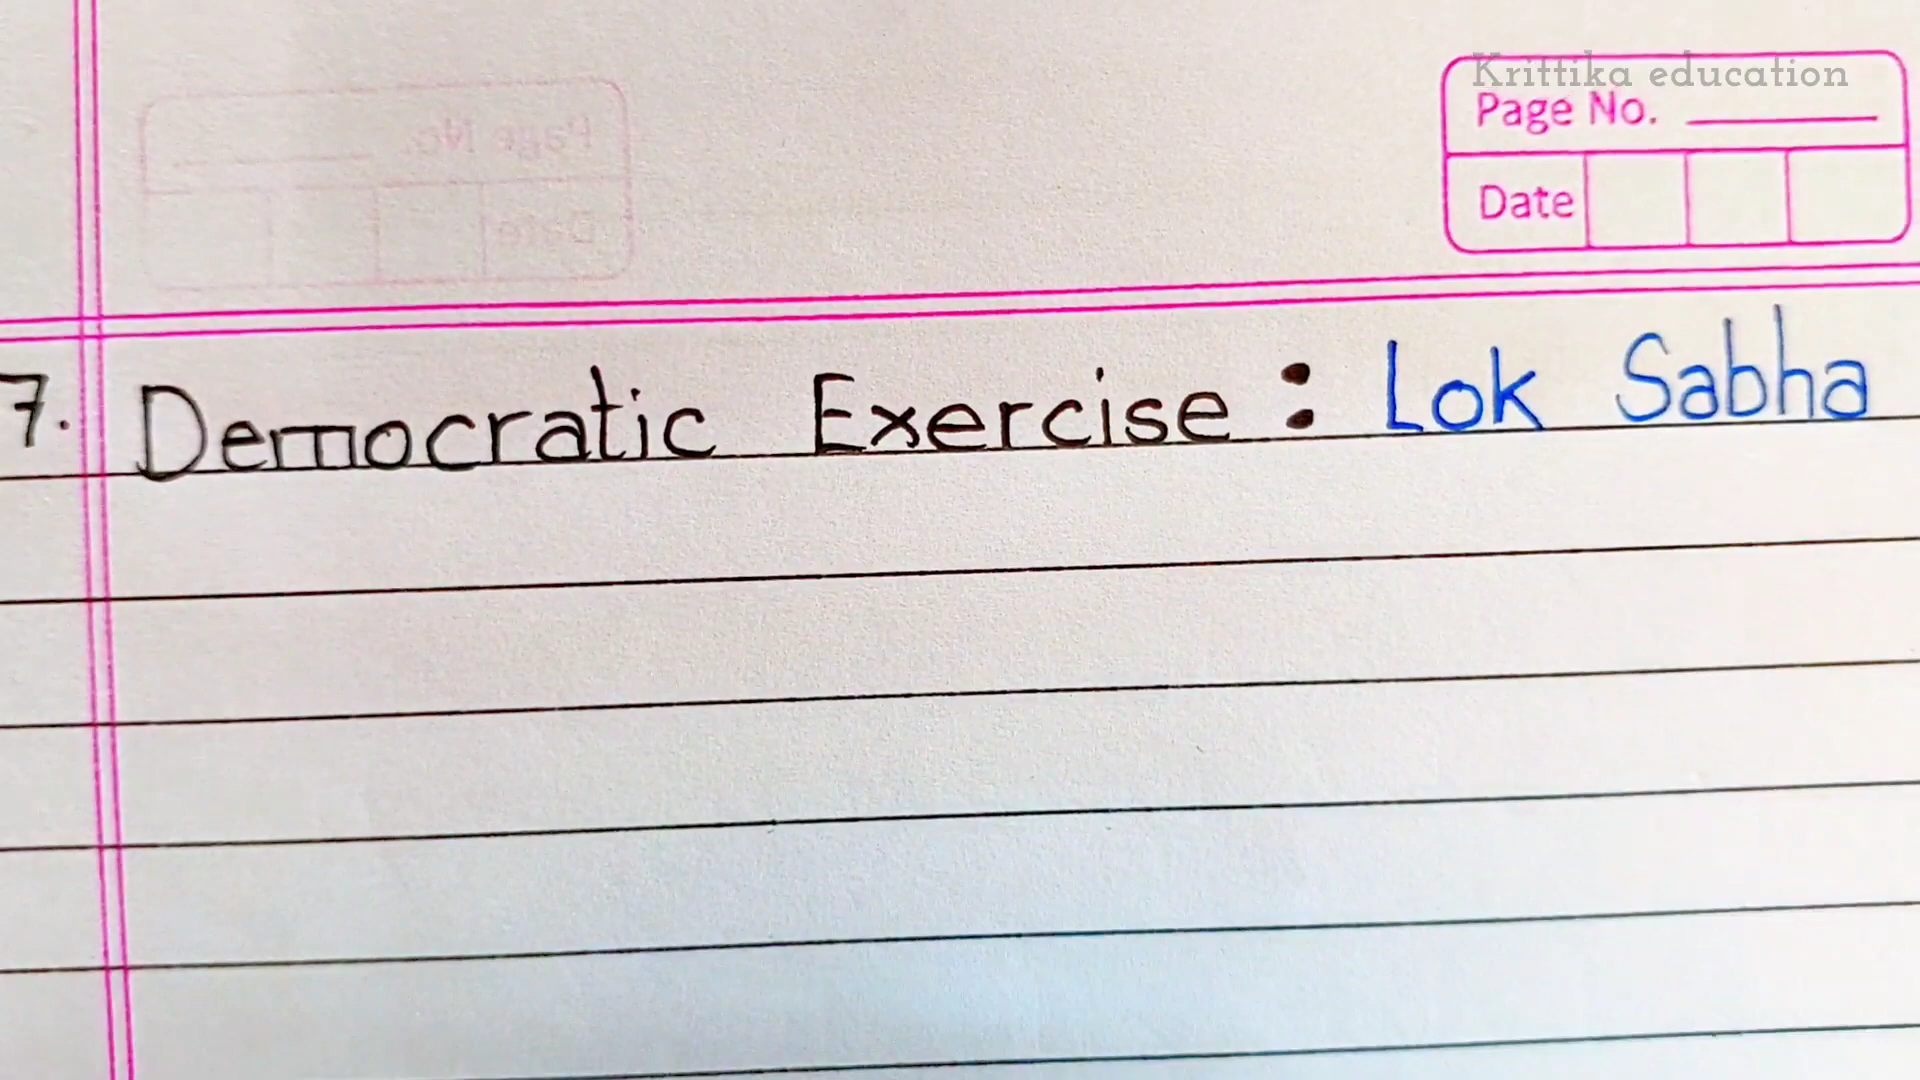 Krittika education
Page No.
Date
7. Democratic Exercise : Lok Sabha